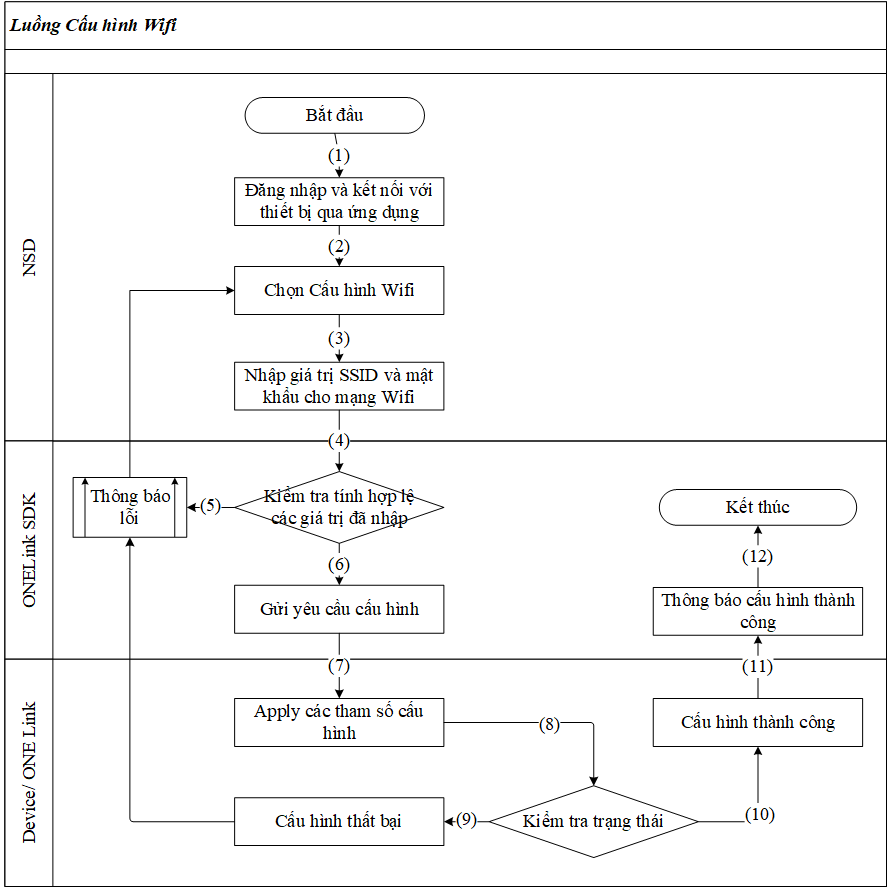 Luồng Cấu hình Wifi
NSD
Bắt đầu
(1)
Đăng nhập và kết nối với
thiết bị qua ứng dụng
(2)
Chọn Cấu hình Wifi
(3)
Nhập giá trị SSID và mật
khẩu cho mạng Wifi
(4)
ONELink SDK
Thông báo
lỗi
(5)
Kiểm tra tính hợp lệ
các giá trị đã nhập
(6)
Gửi yêu cầu cấu hình
(7)
Kết thúc
(12)
Thông báo cấu hình thành
công
(11)
Device/ ONE Link
Apply các tham số cấu
hình
(8)
Cấu hình thành công
Cấu hình thất bại
(9)
Kiểm tra trạng thái
(10)